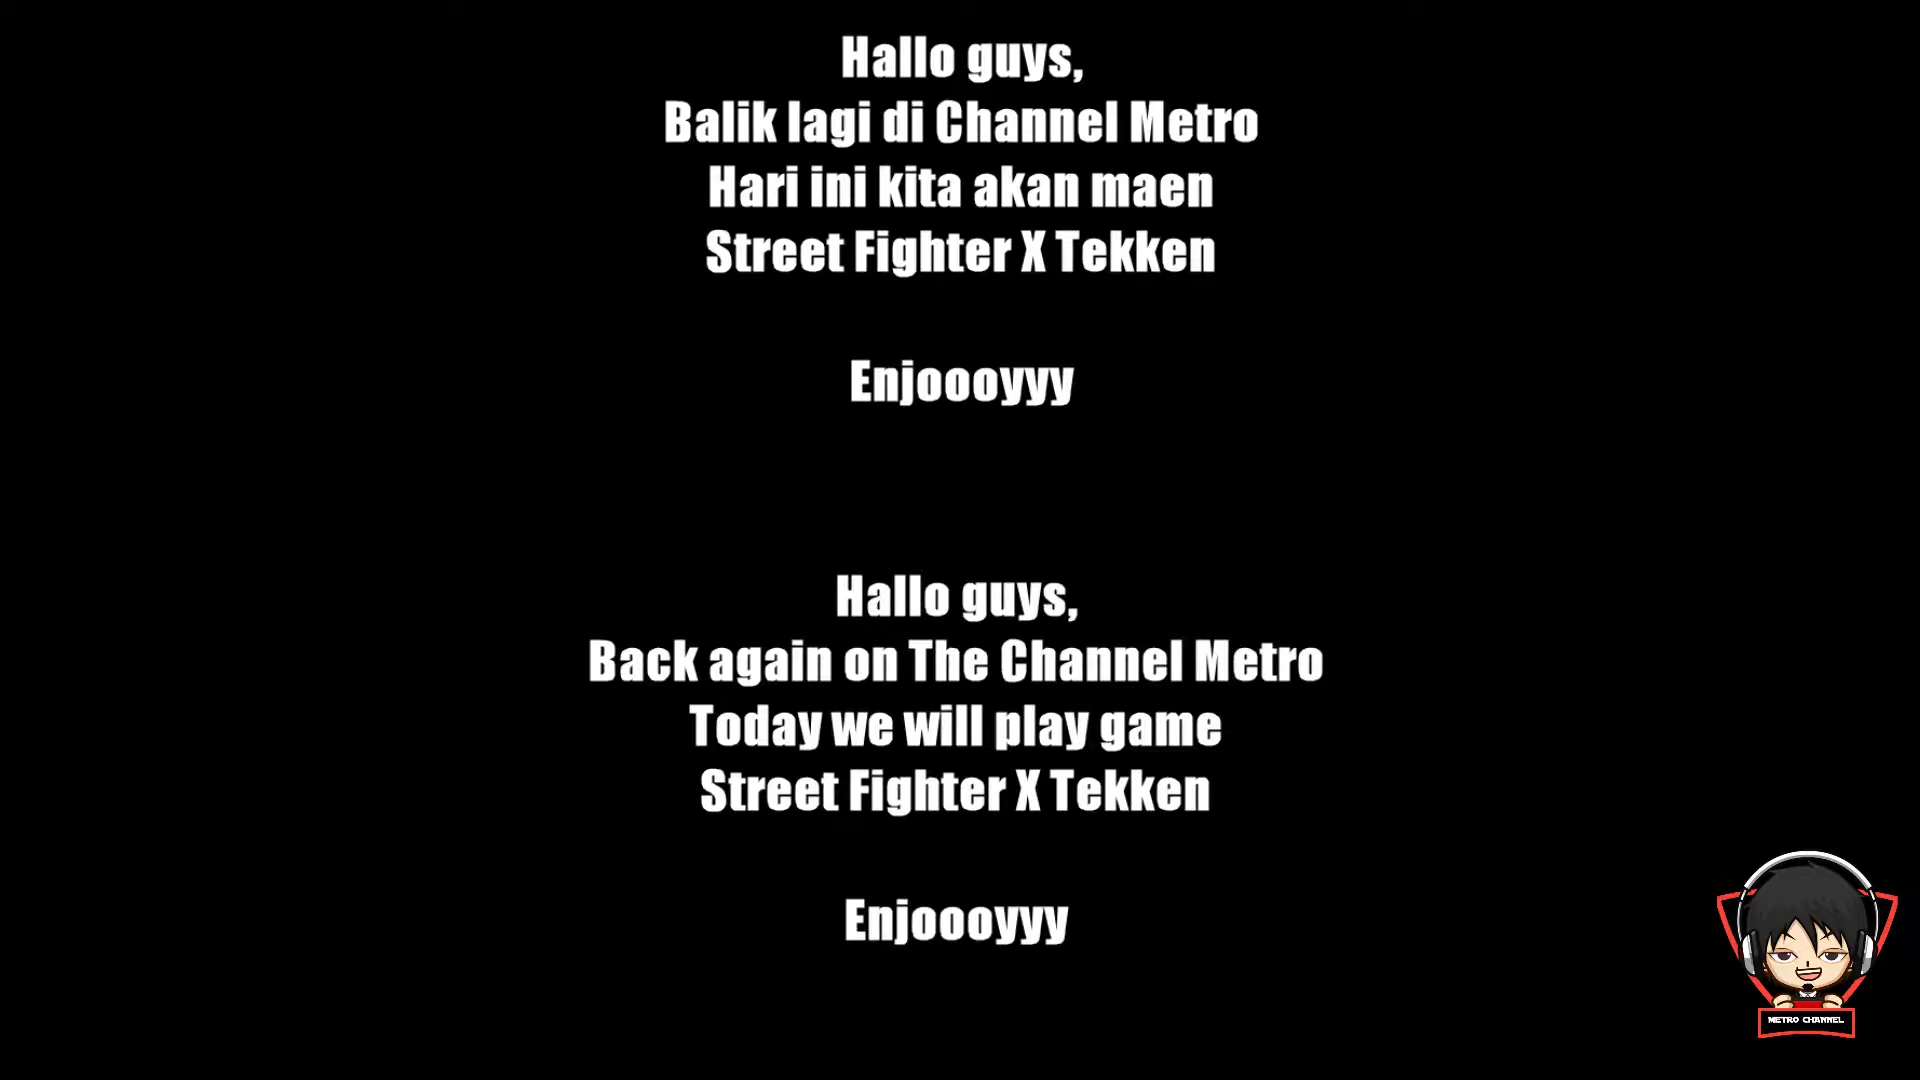 Hallo guys,
Balik lagi di Channel Metro
Hari ini kita akan maen
Street Fighter X Tekken
Enjoooyyy
Hallo guys,
Back again on The Channel Metro
Today we will play game
Street Fighter X Tekken
Enjoooyyy
METRO CHANNEL